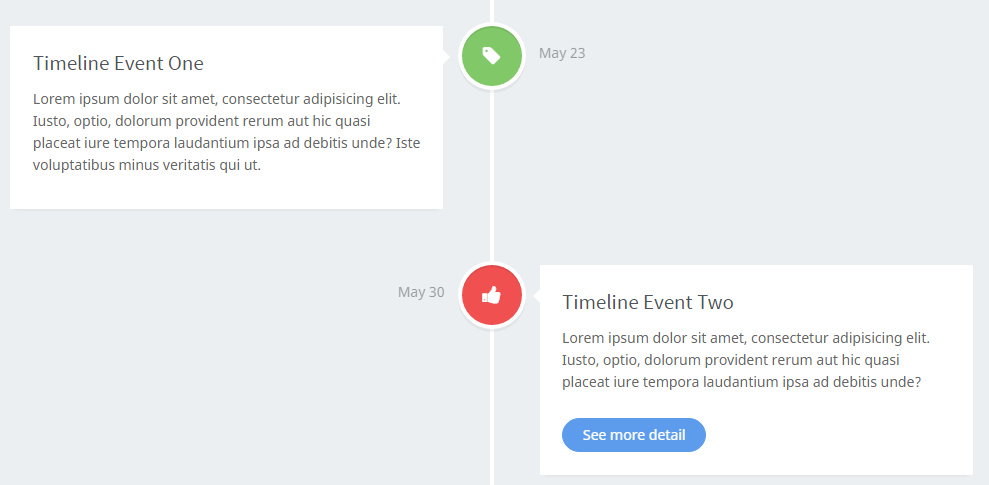 Timeline Event One
May 23
Lorem ipsum dolor sit amet, consectetur adipisicing elit.
Iusto, optio, dolorum provident rerum aut hic quasi
placeat iure tempora laudantium ipsa ad debitis unde? Iste
voluptatibus minus veritatis qui ut.
May 30
Timeline Event Two
Lorem ipsum dolor sit amet, consectetur adipisicing elit.
Iusto, optio, dolorum provident rerum aut hic quasi
placeat iure tempora laudantium ipsa ad debitis unde?
See more detail